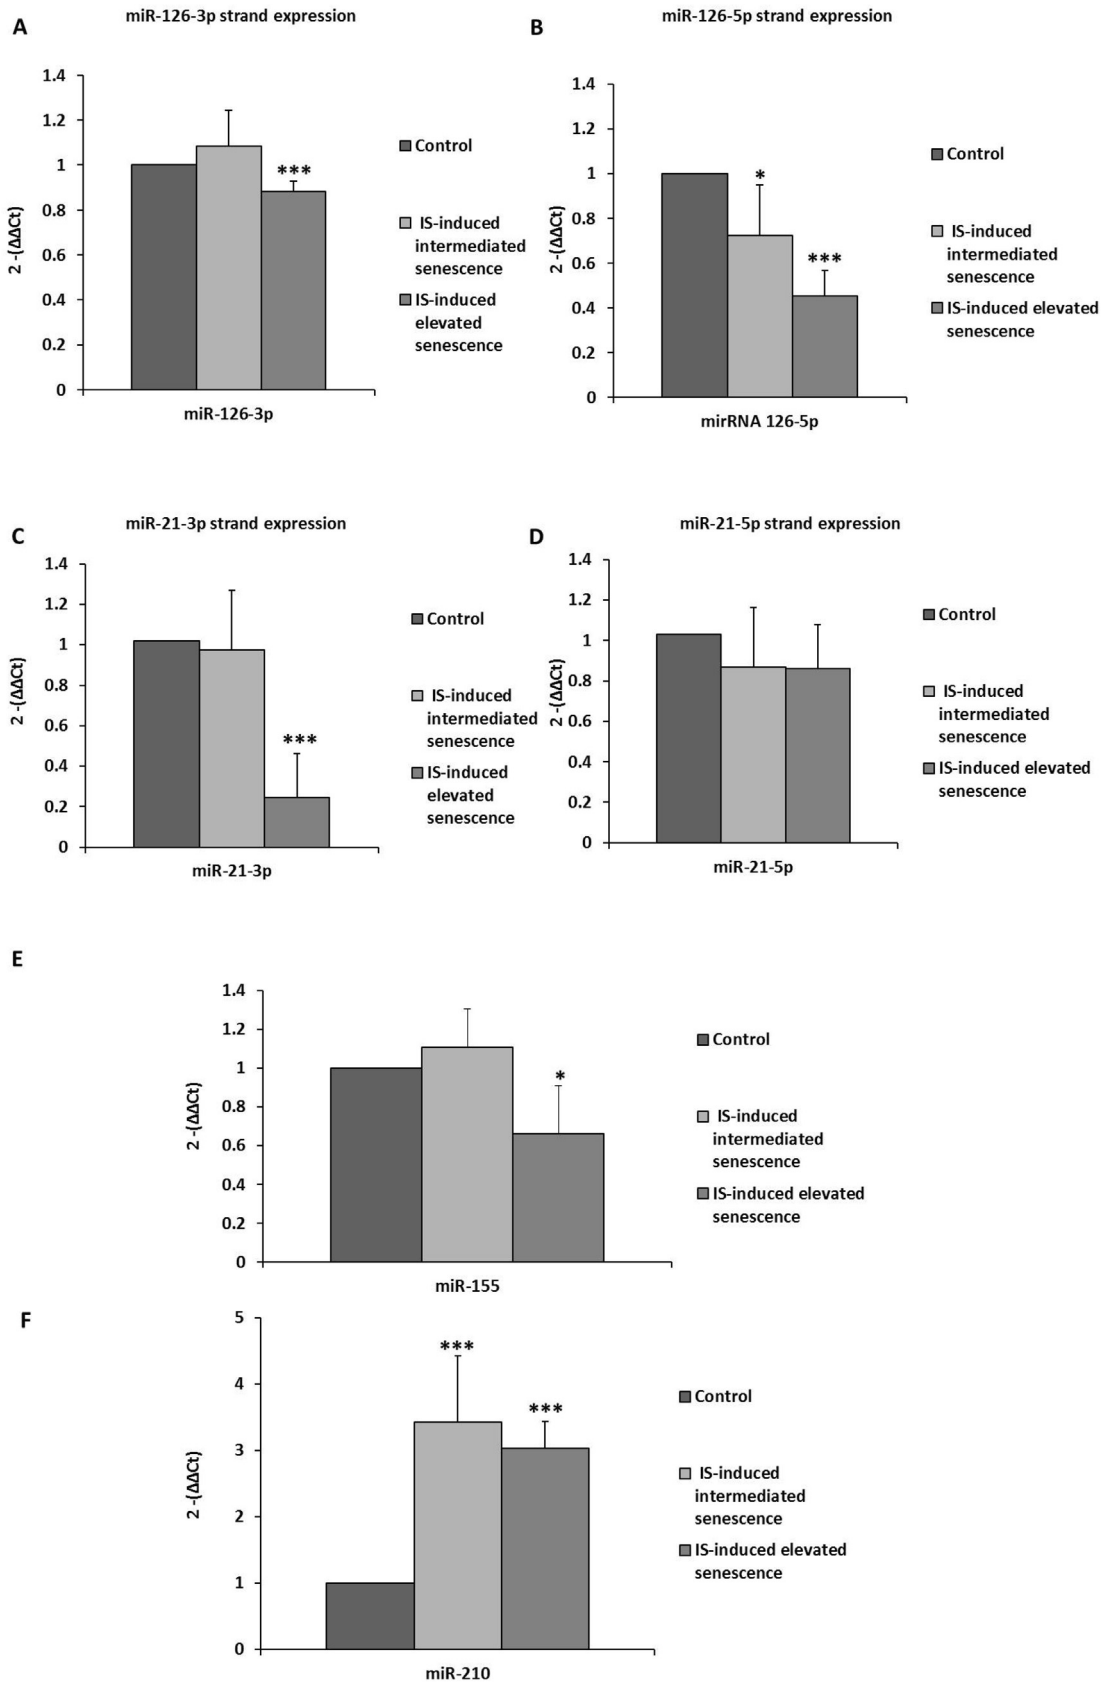 A
miR-126-3p strand expression
1.4
1.2
1
0.8
0.6
0.4
0.2
0
2 -(ΔΔCt)
***
miR-126-3p
Control
IS-induced
intermediated
senescence
IS-induced
elevated
senescence
B
miR-126-5p strand expression
1.4
1.2
1
0.8
0.6
0.4
0.2
0
2 -(ΔΔCt)
*
***
mirRNA 126-5p
Control
IS-induced
intermediated
senescence
IS-induced elevated
senescence
C
miR-21-3p strand expression
1.4
1.2
1
0.8
0.6
0.4
0.2
0
2 -(ΔΔCt)
***
miR-21-3p
Control
IS-induced
intermediated
senescence
IS-induced
elevated
senescence
D
miR-21-5p strand expression
1.4
1.2
1
0.8
0.6
0.4
0.2
0
2 -(ΔΔCt)
miR-21-5p
Control
IS-induced
intermediated
senescence
IS-induced elevated
senescence
E
1.4
1.2
1
0.8
0.6
0.4
0.2
0
2 -(ΔΔCt)
*
miR-155
Control
IS-induced
intermediated
senescence
IS-induced elevated
senescence
F
5
4
3
2
1
0
2 -(ΔΔCt)
***
***
miR-210
Control
IS-induced
intermediated
senescence
IS-induced elevated
senescence